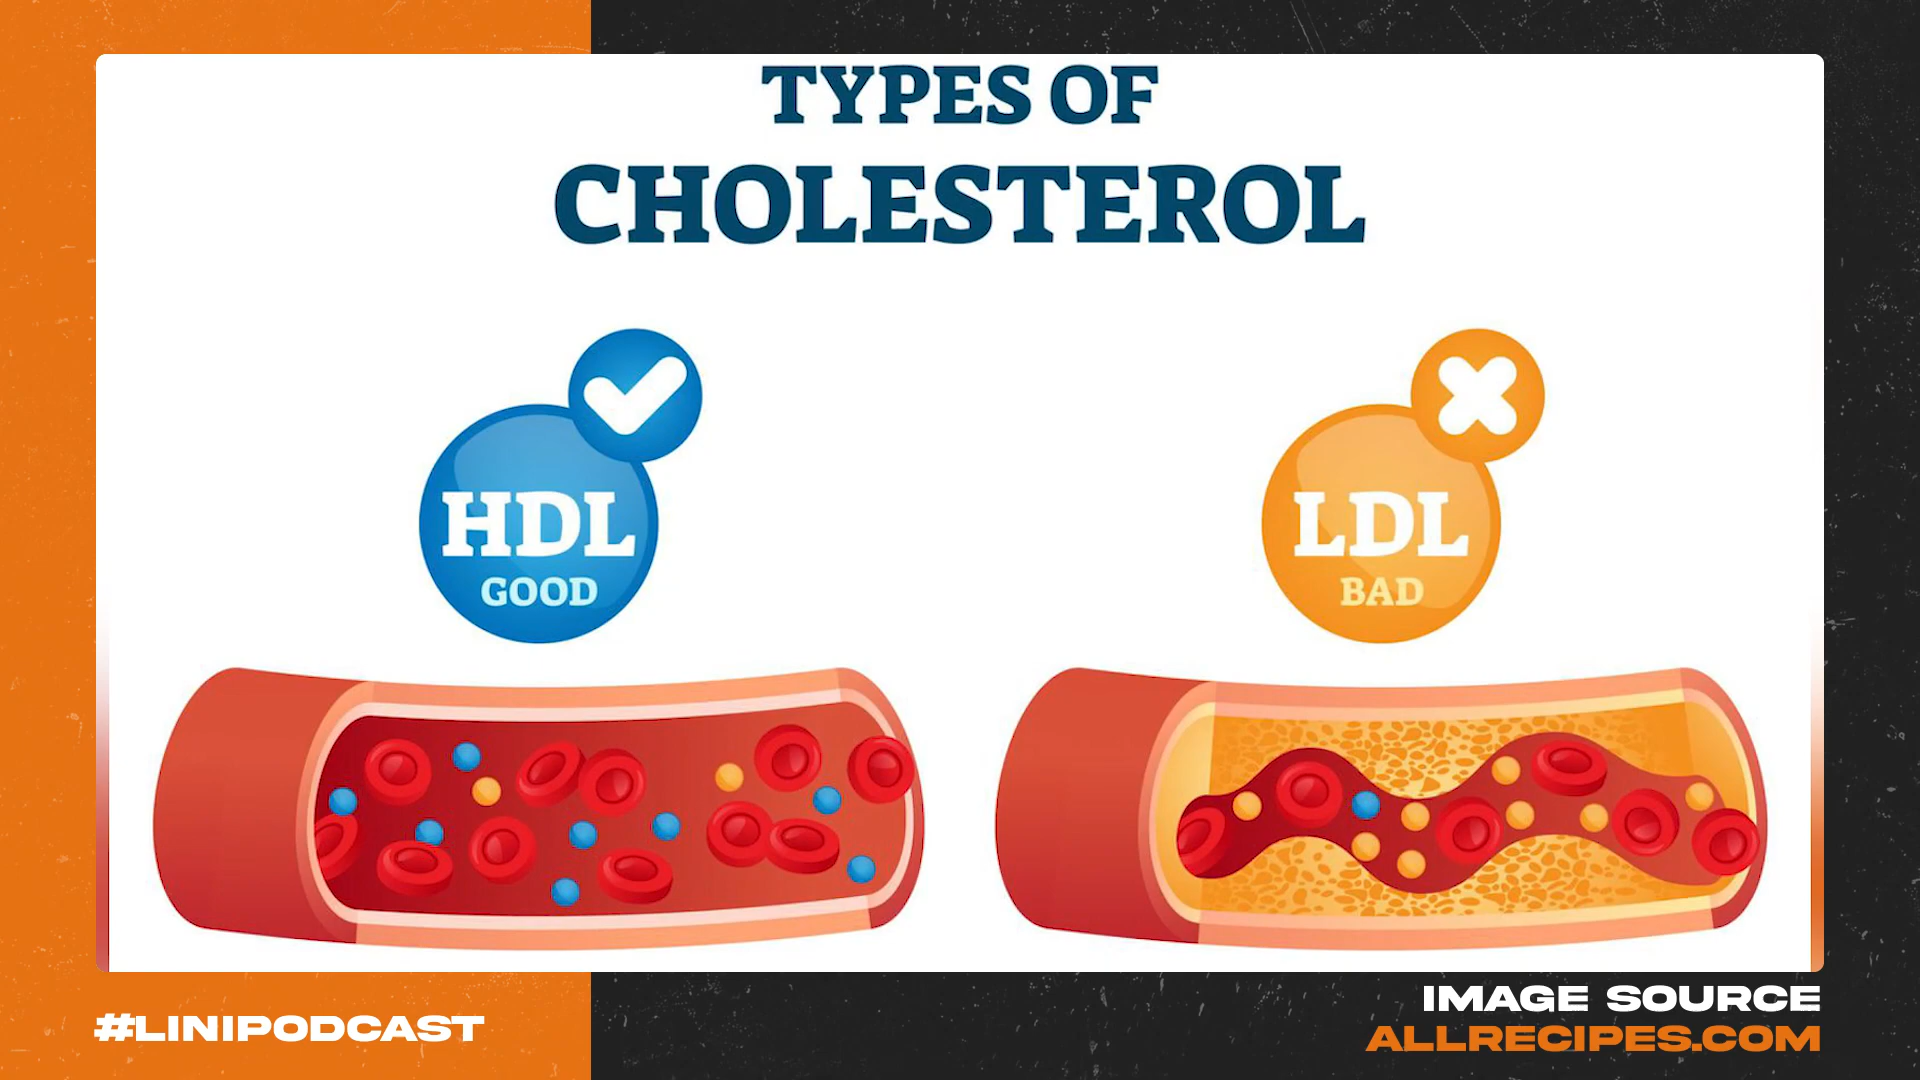 TYPES OF
CHOLESTEROL
HDL
GOOD
LDL
BAD
#LINIPODCAST
IMAGE SOURCE
ALLRECIPES.COM